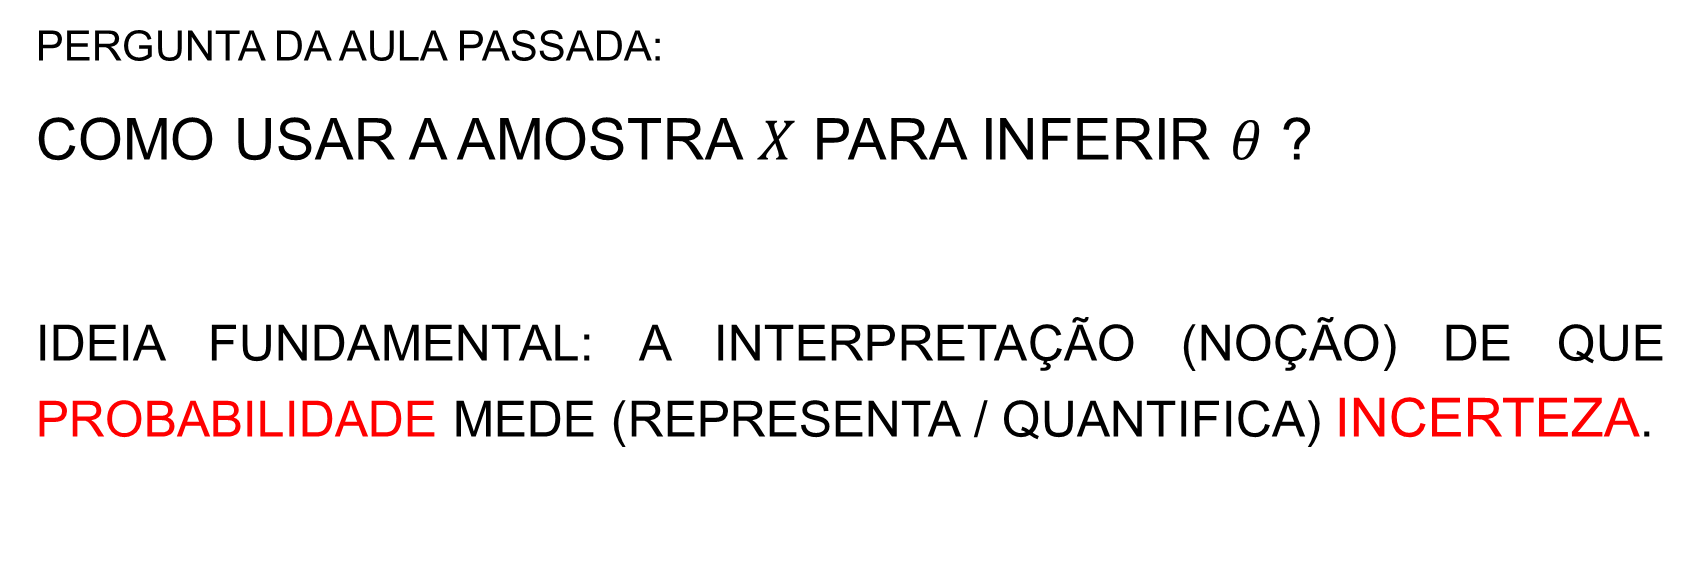 PERGUNTA DA AULA PASSADA:
COMO USAR A AMOSTRA X PARA INFERIR θ ?
IDEIA FUNDAMENTAL: A INTERPRETAÇÃO (NOÇÃO) DE QUE
PROBABILIDADE MEDE (REPRESENTA / QUANTIFICA) INCERTEZA.